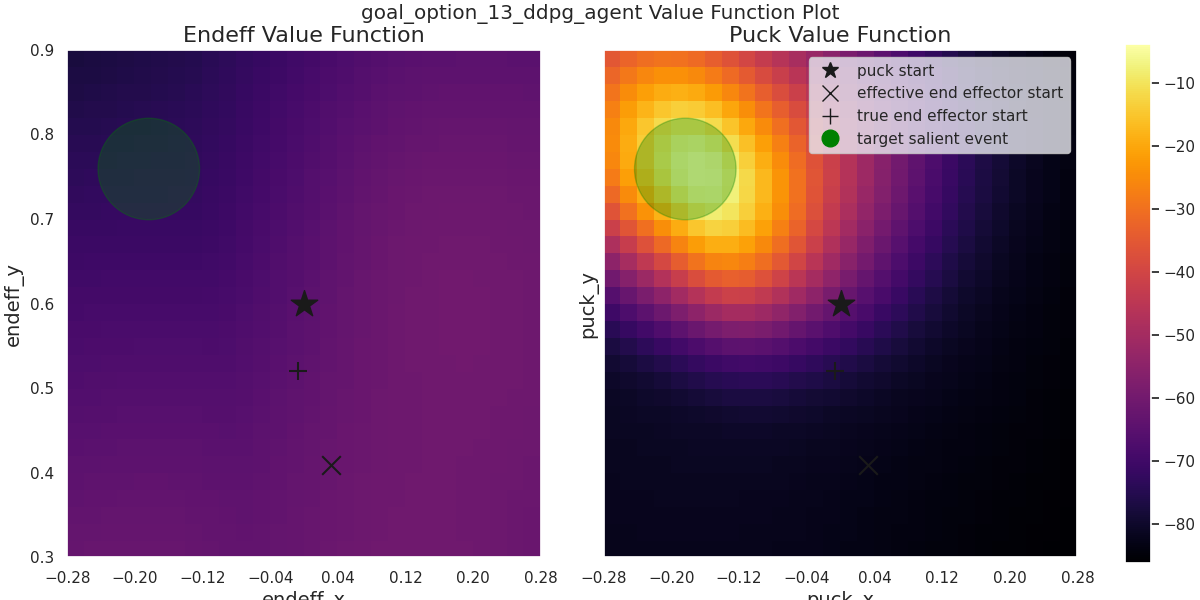 goal_option_13_ddpg_agent Value Function Plot
Endeff Value Function
Puck Value Function
puck start
effective end effector start
true end effector start
target salient event
endeff_y
0.9
0.8
0.7
0.6
0.5
0.4
0.3
−0.28 −0.20 −0.12 −0.04 0.04 0.12 0.20 0.28
endeff_x
puck_y
−0.28 −0.20 −0.12 −0.04 0.04 0.12 0.20 0.28
puck_x
−10
−20
−30
−40
−50
−60
−70
−80